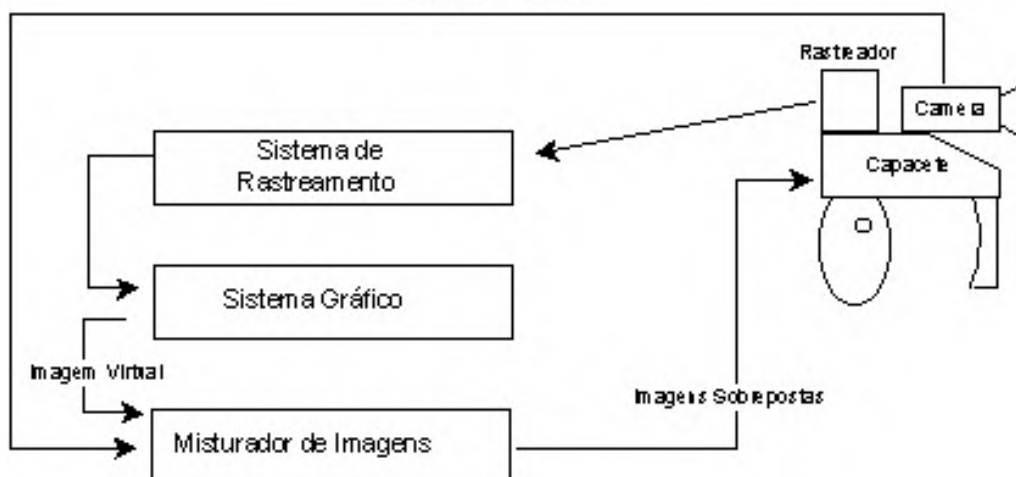 Rastreador
Camera
Sistema de
Rastreamento
Capacete
Sistema Gráfico
Imagem Virtual
Imagens Sobrepostas
Misturador de Imagens